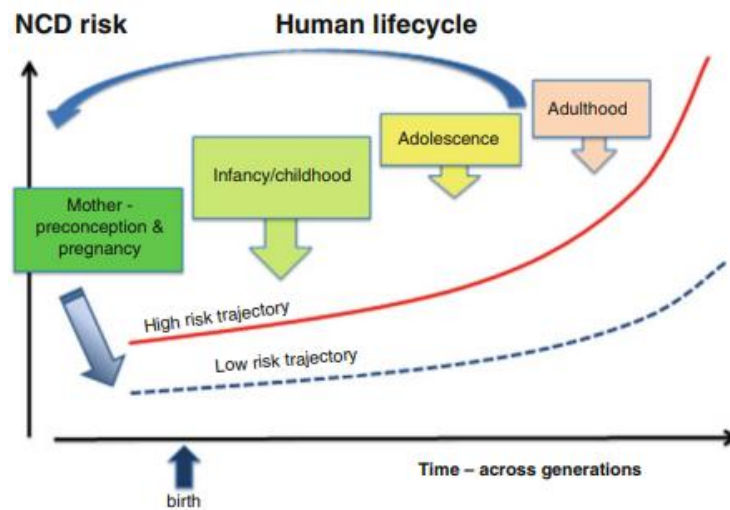 NCD risk
Human lifecycle
Adulthood
Adolescence
Infancy/childhood
Mother -
preconception &
pregnancy
High risk trajectory
Low risk trajectory
Time – across generations
birth